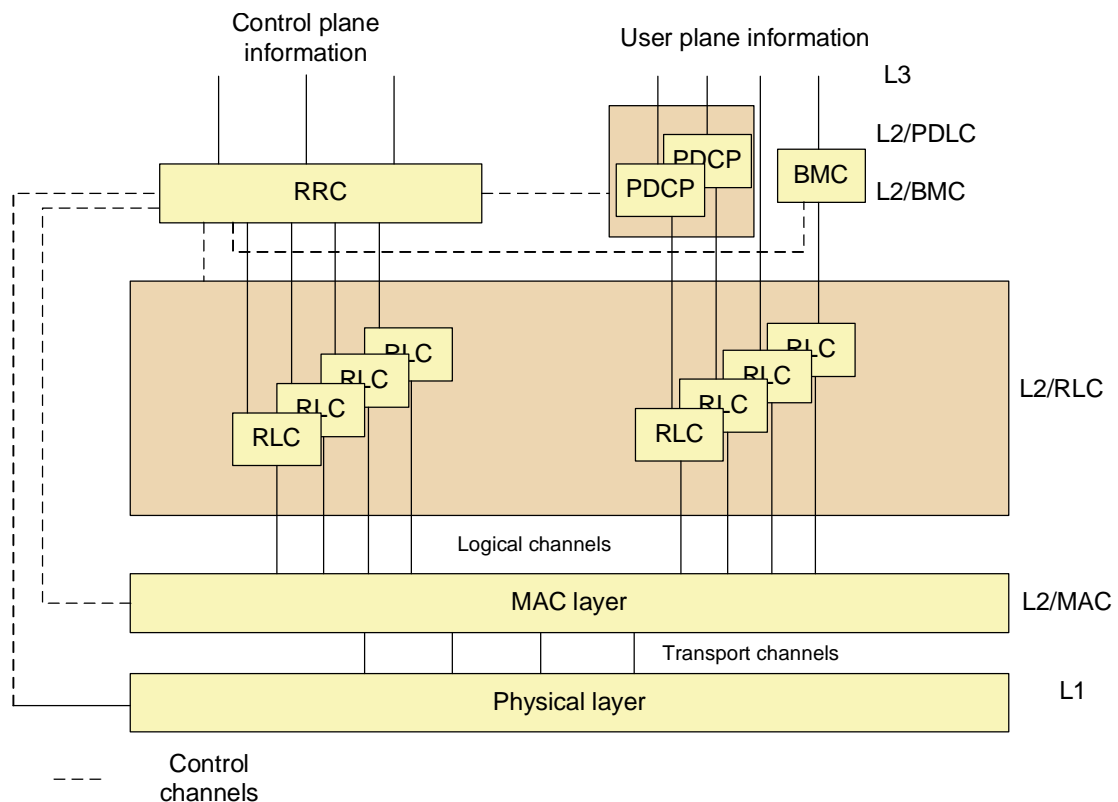 Control plane
information
User plane information
L3
L2/PDLC
PDCP
PDCP
BMC
RRC
L2/BMC
RLC
RLC
RLC
RLC
RLC
RLC
RLC
RLC
L2/RLC
Logical channels
MAC layer
L2/MAC
Transport channels
Physical layer
L1
Control
channels